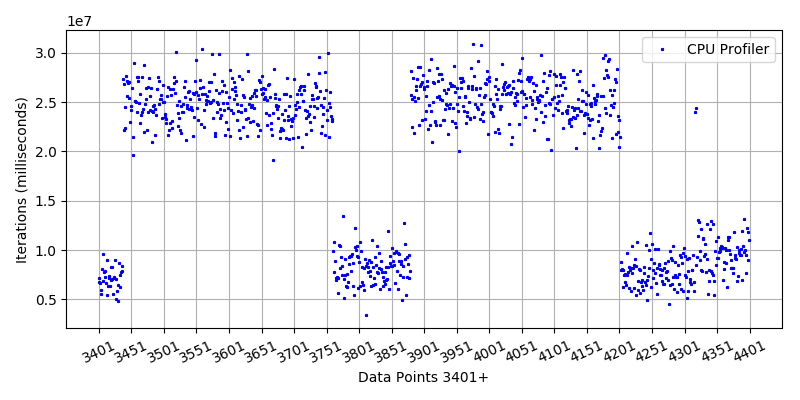 1e7
CPU Profiler
3.0
2.5
2.0
1.5
1.0
0.5
Iterations (milliseconds)
3401 3451 3501 3551 3601 3651 3701 3751 3801 3851 3901 3951 4001 4051 4101 4151 4201 4251 4301 4351 4401
Data Points 3401+